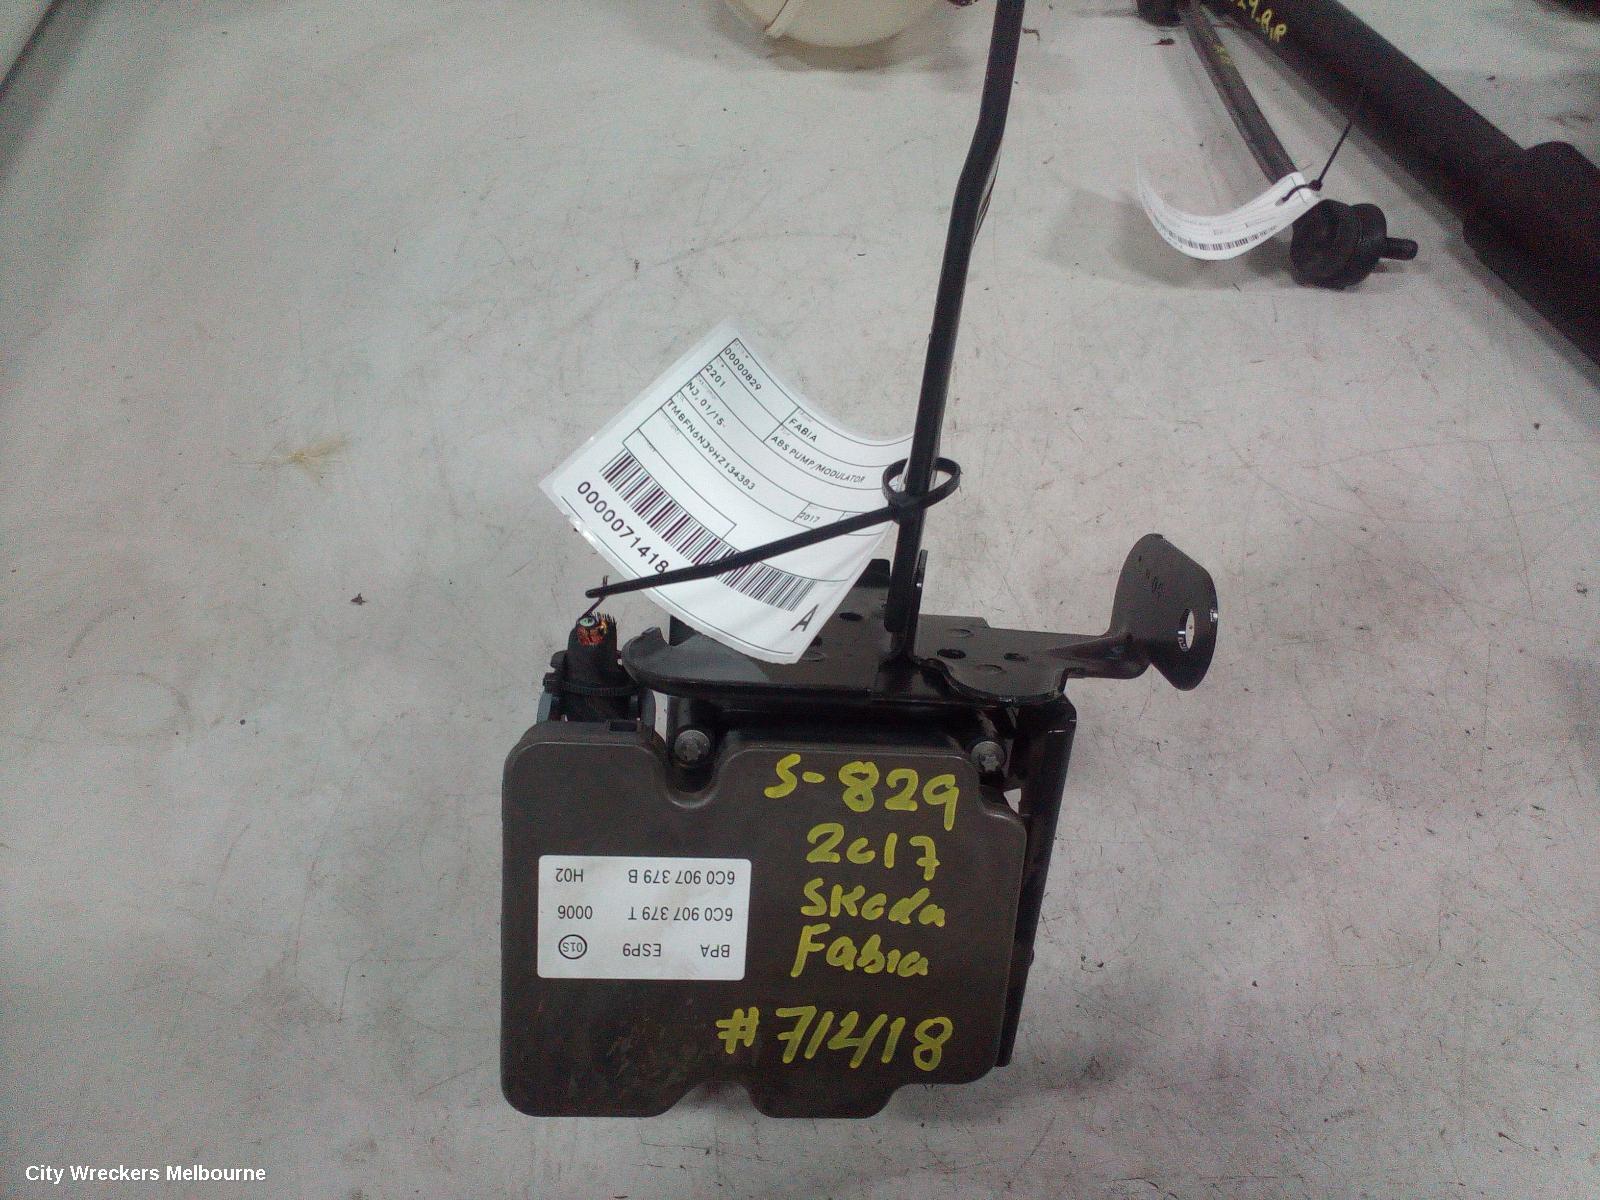 00000829
FABIA
2201
ABS PUMP/MODULATOR
NJ, 01/15-
TMBFN6NJ9HZ134383
2017
0000071418
A
S-829
2017
Skoda
Fabia
#71418
BPA ESP9 01S
6C0 907 379 T 0006
6C0 907 379 B H02
City Wreckers Melbourne